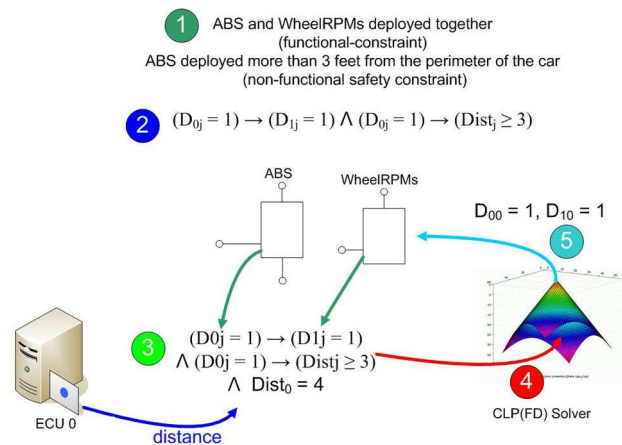 1
ABS and WheelRPMs deployed together
(functional-constraint)
ABS deployed more than 3 feet from the perimeter of the car
(non-functional safety constraint)
2
(D₀ⱼ = 1) → (D₁ⱼ = 1) Λ (D₀ⱼ = 1) → (Distⱼ ≥ 3)
ABS
WheelRPMs
D₀₀ = 1, D₁₀ = 1
5
3
(D0j = 1) → (D1j = 1)
Λ (D0j = 1) → (Distj ≥ 3)
Λ Dist₀ = 4
4
ECU 0
distance
CLP(FD) Solver